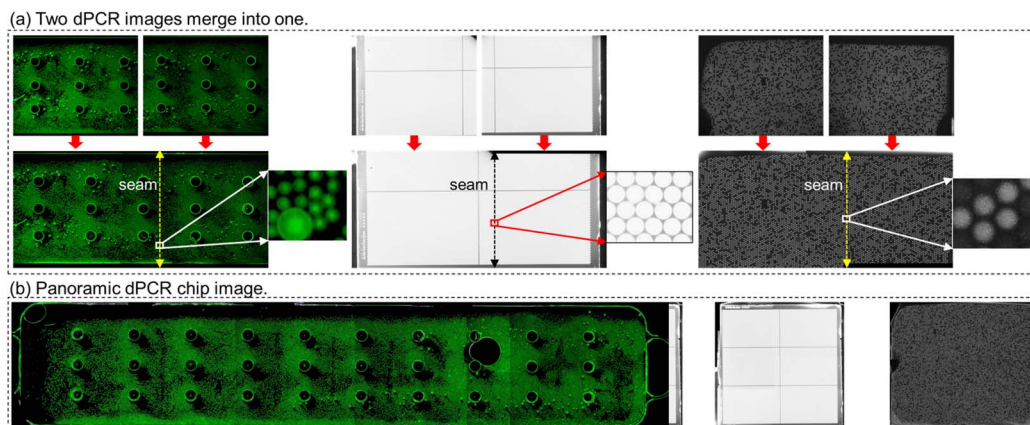 (a) Two dPCR images merge into one.
seam
seam
seam
(b) Panoramic dPCR chip image.